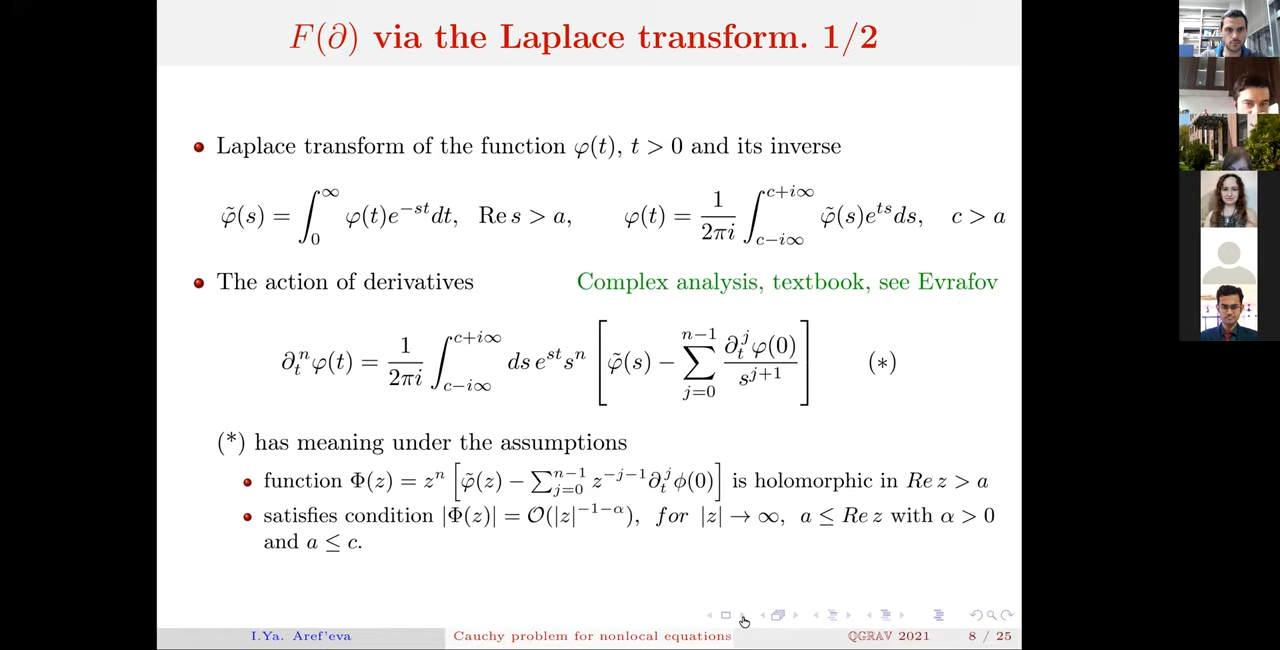 F(∂) via the Laplace transform. 1/2
Laplace transform of the function φ(t), t > 0 and its inverse
φ̃(s) = ∫₀^∞ φ(t)e^{−st}dt, Re s > a, φ(t) = 1/(2πi) ∫_{c−i∞}^{c+i∞} φ̃(s)e^{ts}ds, c > a
The action of derivatives Complex analysis, textbook, see Evrafov
∂_t^n φ(t) = 1/(2πi) ∫_{c−i∞}^{c+i∞} ds e^{st} s^n [φ̃(s) − ∑_{j=0}^{n−1} ∂_t^j φ(0)/s^{j+1}] (∗)
(*) has meaning under the assumptions
function Φ(z) = z^n [φ̃(z) − ∑_{j=0}^{n−1} z^{−j−1} ∂_t^j ϕ(0)] is holomorphic in Re z > a
satisfies condition |Φ(z)| = O(|z|^{−1−α}), for |z| → ∞, a ≤ Re z with α > 0
and a ≤ c.
I.Ya. Aref'eva Cauchy problem for nonlocal equations QGRAV 2021 8 / 25